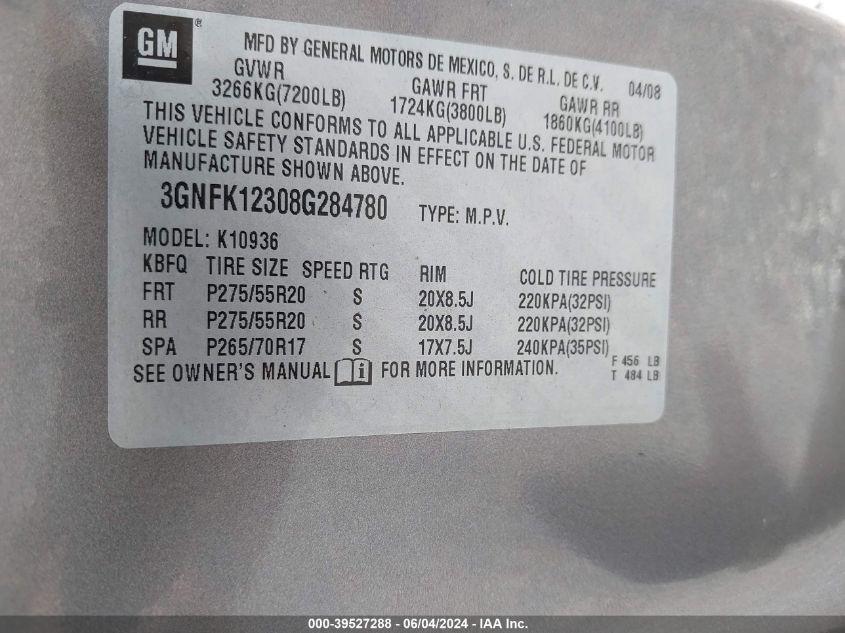 GM ®
MFD BY GENERAL MOTORS DE MEXICO, S. DE R.L. DE C.V. 04/08
GVWR GAWR FRT GAWR RR
3266KG(7200LB) 1724KG(3800LB) 1860KG(4100LB)
THIS VEHICLE CONFORMS TO ALL APPLICABLE U.S. FEDERAL MOTOR
VEHICLE SAFETY STANDARDS IN EFFECT ON THE DATE OF
MANUFACTURE SHOWN ABOVE.
3GNFK12308G284780 TYPE: M.P.V.
MODEL: K10936
KBFQ TIRE SIZE SPEED RTG RIM COLD TIRE PRESSURE
FRT P275/55R20 S 20X8.5J 220KPA(32PSI)
RR P275/55R20 S 20X8.5J 220KPA(32PSI)
SPA P265/70R17 S 17X7.5J 240KPA(35PSI)
F 456 LB
T 484 LB
SEE OWNER'S MANUAL i FOR MORE INFORMATION.
000-39527288 - 06/04/2024 - IAA Inc.